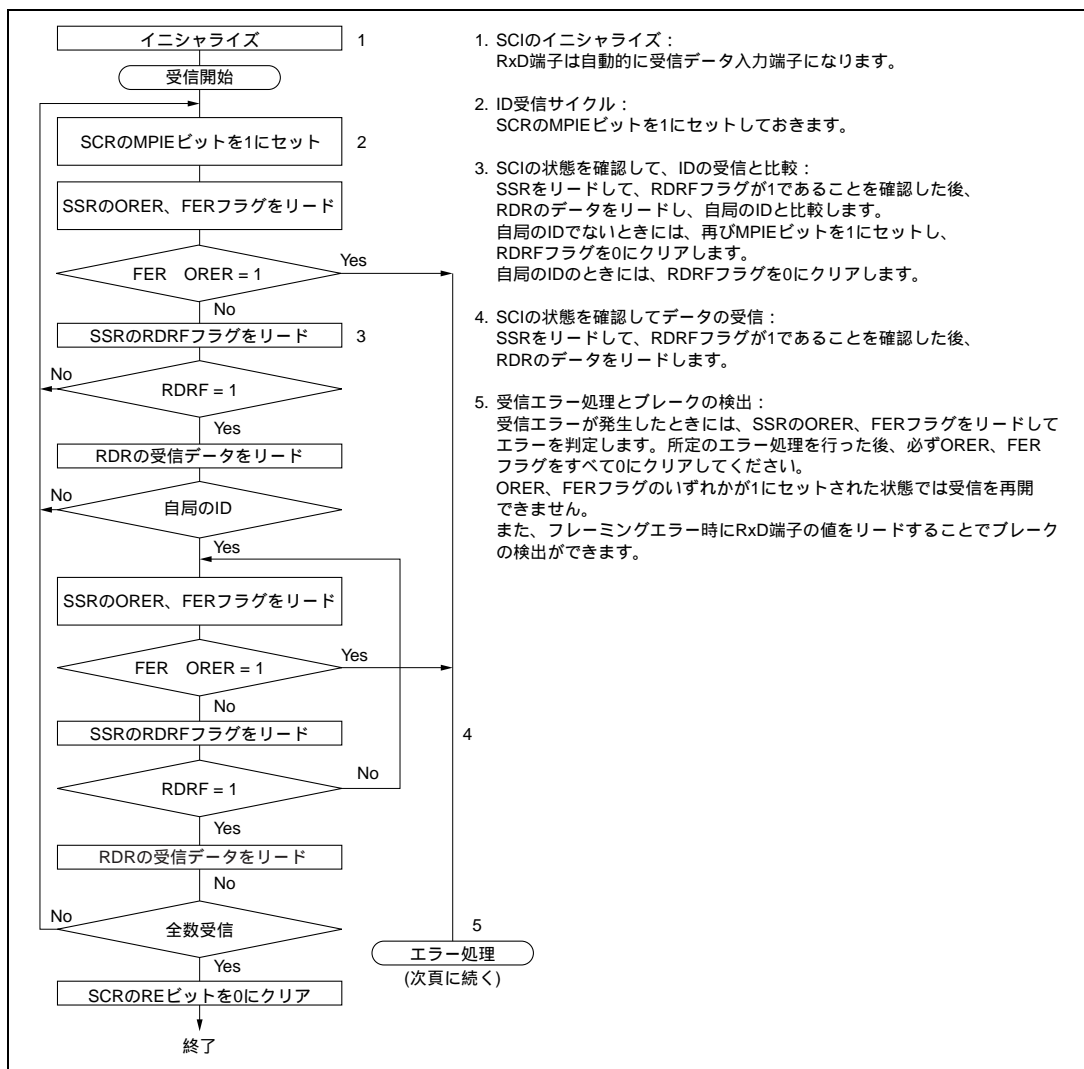 イニシャライズ 1
受信開始
SCRのMPIEビットを1にセット 2
SSRのORER、FERフラグをリード
FER ORER = 1
Yes
No
SSRのRDRFフラグをリード 3
No
RDRF = 1
Yes
RDRの受信データをリード
No
自局のID
Yes
SSRのORER、FERフラグをリード
FER ORER = 1
Yes
No
SSRのRDRFフラグをリード 4
RDRF = 1
No
Yes
RDRの受信データをリード
No
No
全数受信
5
エラー処理
(次頁に続く)
Yes
SCRのREビットを0にクリア
終了
1. SCIのイニシャライズ：
RxD端子は自動的に受信データ入力端子になります。
2. ID受信サイクル：
SCRのMPIEビットを1にセットしておきます。
3. SCIの状態を確認して、IDの受信と比較：
SSRをリードして、RDRFフラグが1であることを確認した後、
RDRのデータをリードし、自局のIDと比較します。
自局のIDでないときには、再びMPIEビットを1にセットし、
RDRFフラグを0にクリアします。
自局のIDのときには、RDRFフラグを0にクリアします。
4. SCIの状態を確認してデータの受信：
SSRをリードして、RDRFフラグが1であることを確認した後、
RDRのデータをリードします。
5. 受信エラー処理とブレークの検出：
受信エラーが発生したときには、SSRのORER、FERフラグをリードして
エラーを判定します。所定のエラー処理を行った後、必ずORER、FER
フラグをすべて0にクリアしてください。
ORER、FERフラグのいずれかが1にセットされた状態では受信を再開
できません。
また、フレーミングエラー時にRxD端子の値をリードすることでブレーク
の検出ができます。